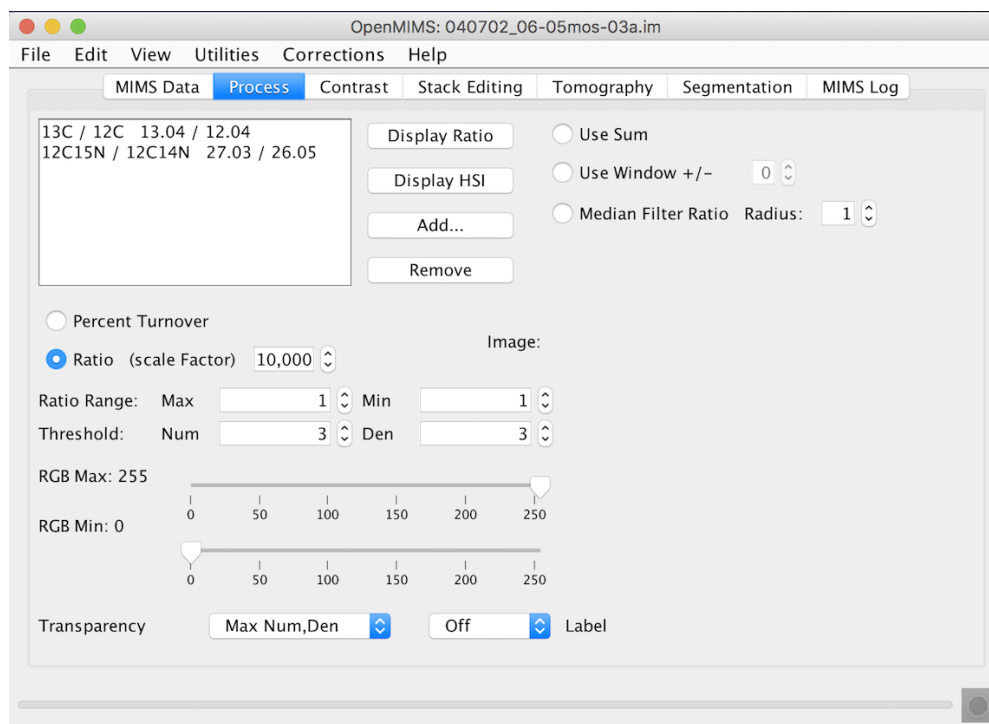 OpenMIMS: 040702_06-05mos-03a.im
File Edit View Utilities Corrections Help
MIMS Data Process Contrast Stack Editing Tomography Segmentation MIMS Log
13C / 12C 13.04 / 12.04
12C15N / 12C14N 27.03 / 26.05
Display Ratio
Display HSI
Add...
Remove
Use Sum
Use Window +/- 0
Median Filter Ratio Radius: 1
Percent Turnover
Ratio (scale Factor) 10,000
Image:
Ratio Range: Max 1 Min 1
Threshold: Num 3 Den 3
RGB Max: 255
0 50 100 150 200 250
RGB Min: 0
0 50 100 150 200 250
Transparency Max Num,Den Off Label